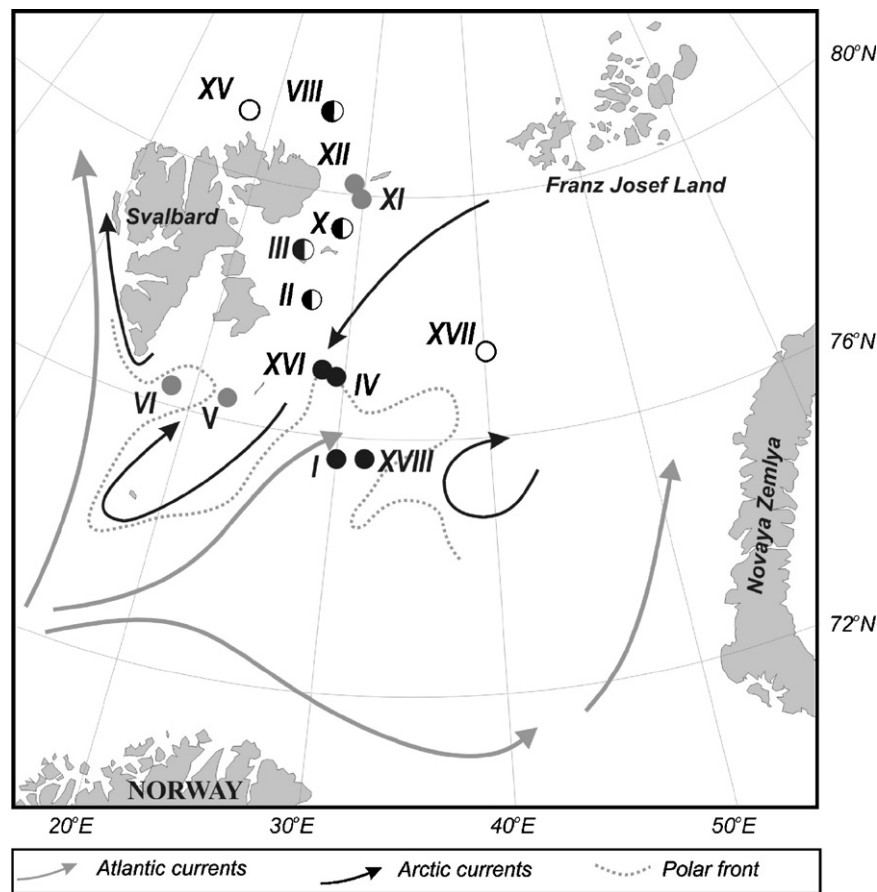 80°N
XV
VIII
XII
XI
Franz Josef Land
Svalbard
X
III
II
XVII
76°N
XVI
IV
VI
V
I
XVIII
Novaya Zemlya
72°N
NORWAY
20°E
30°E
40°E
50°E
Atlantic currents
Arctic currents
Polar front